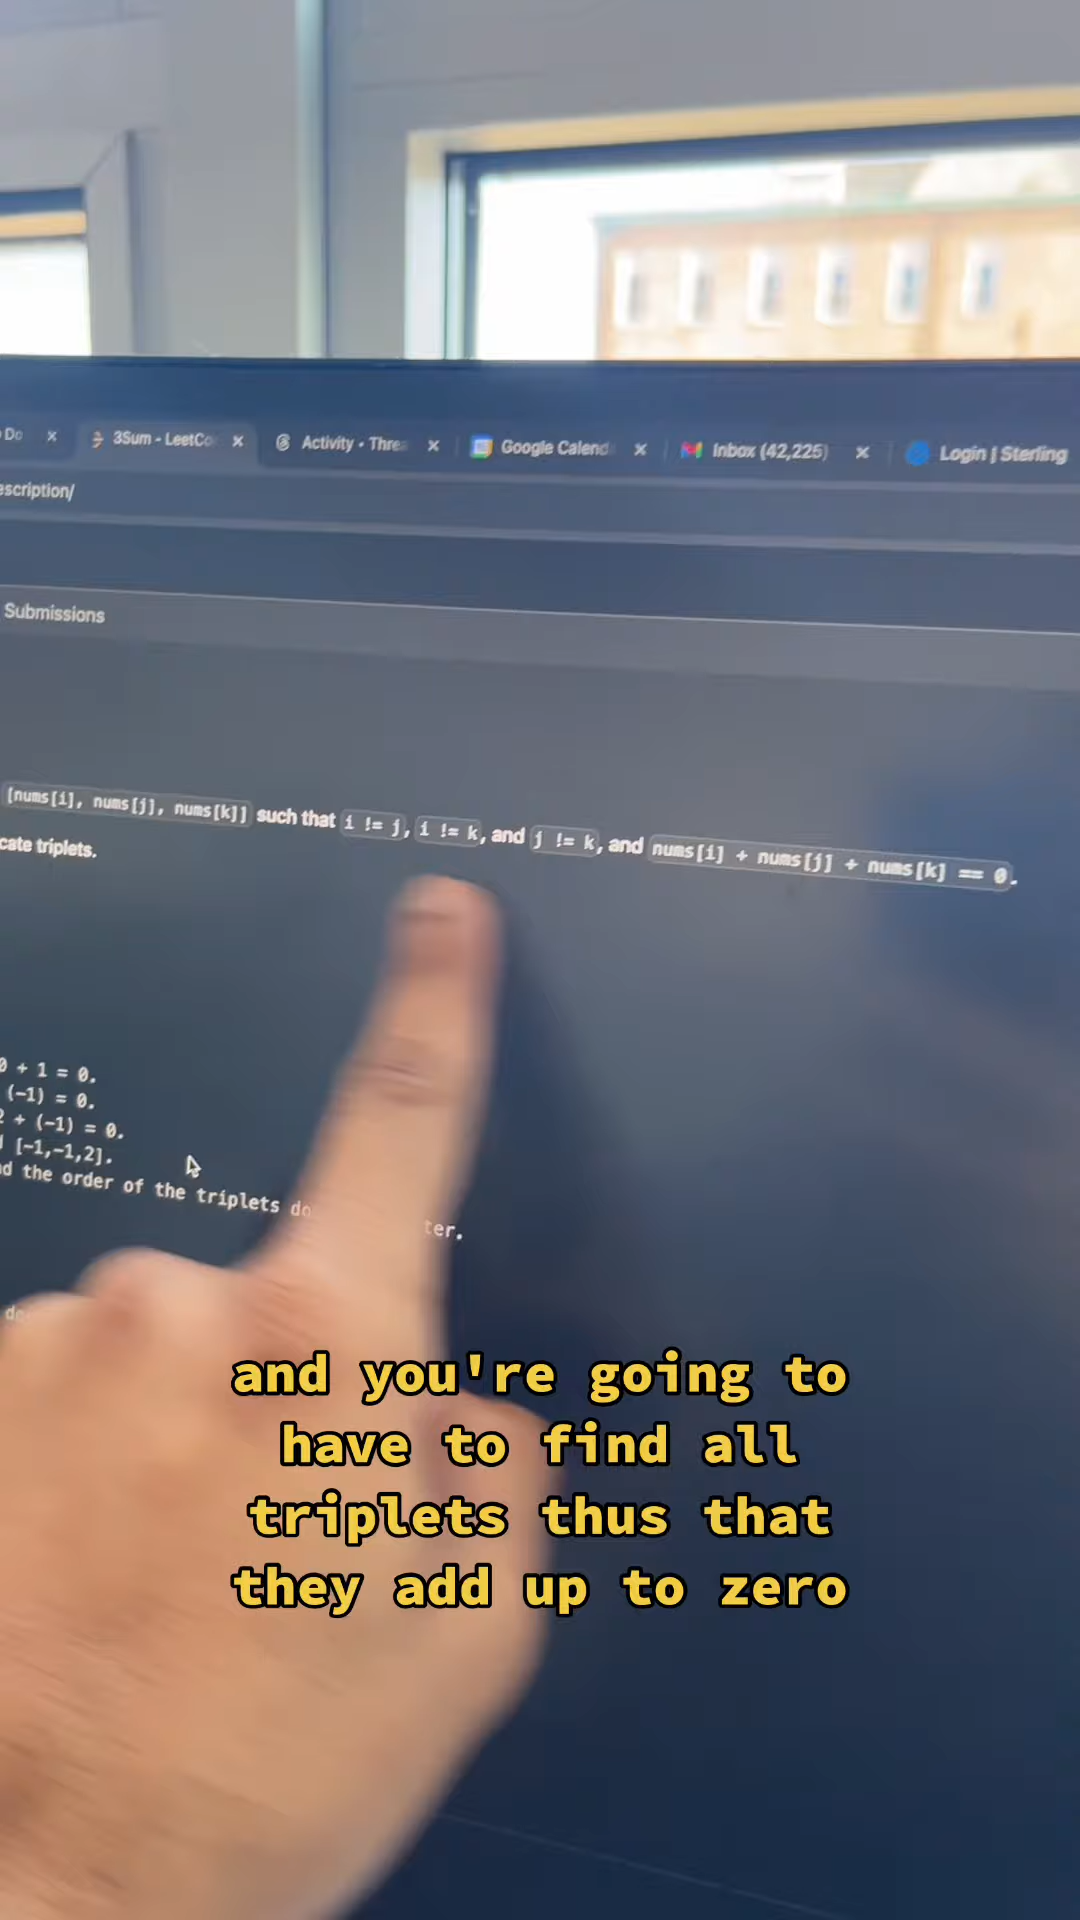 Do
3Sum - LeetCo
Activity • Threa
Google Calend
Inbox (42,225)
Login | Sterling
escription/
Submissions
[nums[i], nums[j], nums[k]] such that i != j, i != k, and j != k, and nums[i] + nums[j] + nums[k] == 0.
cate triplets.
0 + 1 = 0.
(-1) = 0.
2 + (-1) = 0.
[-1,-1,2].
d the order of the triplets do ter.
do
and you're going to
have to find all
triplets thus that
they add up to zero